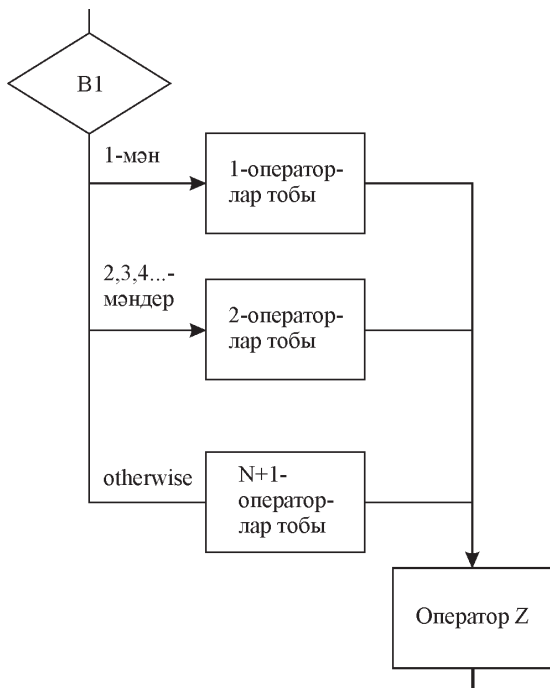 B1
1-мән
1-оператор-
лар тобы
2,3,4...-
мәндер
2-оператор-
лар тобы
otherwise
N+1-
оператор-
лар тобы
Оператор Z